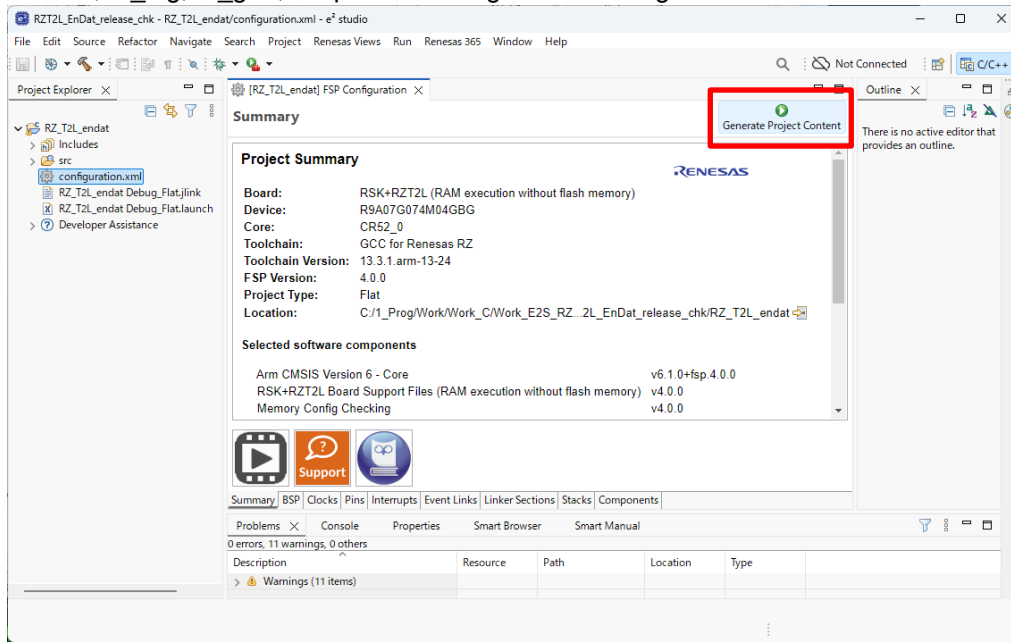 RZT2L_EnDat_release_chk - RZ_T2L_endat/configuration.xml - e² studio
File Edit Source Refactor Navigate Search Project Renesas Views Run Renesas 365 Window Help
Not Connected
C/C++
Project Explorer
[RZ_T2L_endat] FSP Configuration
Outline
RZ_T2L_endat
Includes
src
configuration.xml
RZ_T2L_endat Debug_Flat.jlink
RZ_T2L_endat Debug_Flat.launch
Developer Assistance
Summary
Generate Project Content
There is no active editor that
provides an outline.
Project Summary
RENESAS
Board: RSK+RZT2L (RAM execution without flash memory)
Device: R9A07G074M04GBG
Core: CR52_0
Toolchain: GCC for Renesas RZ
Toolchain Version: 13.3.1.arm-13-24
FSP Version: 4.0.0
Project Type: Flat
Location: C:/1_Prog/Work/Work_C/Work_E2S_RZ...2L_EnDat_release_chk/RZ_T2L_endat
Selected software components
Arm CMSIS Version 6 - Core v6.1.0+fsp.4.0.0
RSK+RZT2L Board Support Files (RAM execution without flash memory) v4.0.0
Memory Config Checking v4.0.0
Support
Summary BSP Clocks Pins Interrupts Event Links Linker Sections Stacks Components
Problems Console Properties Smart Browser Smart Manual
0 errors, 11 warnings, 0 others
Description Resource Path Location Type
Warnings (11 items)